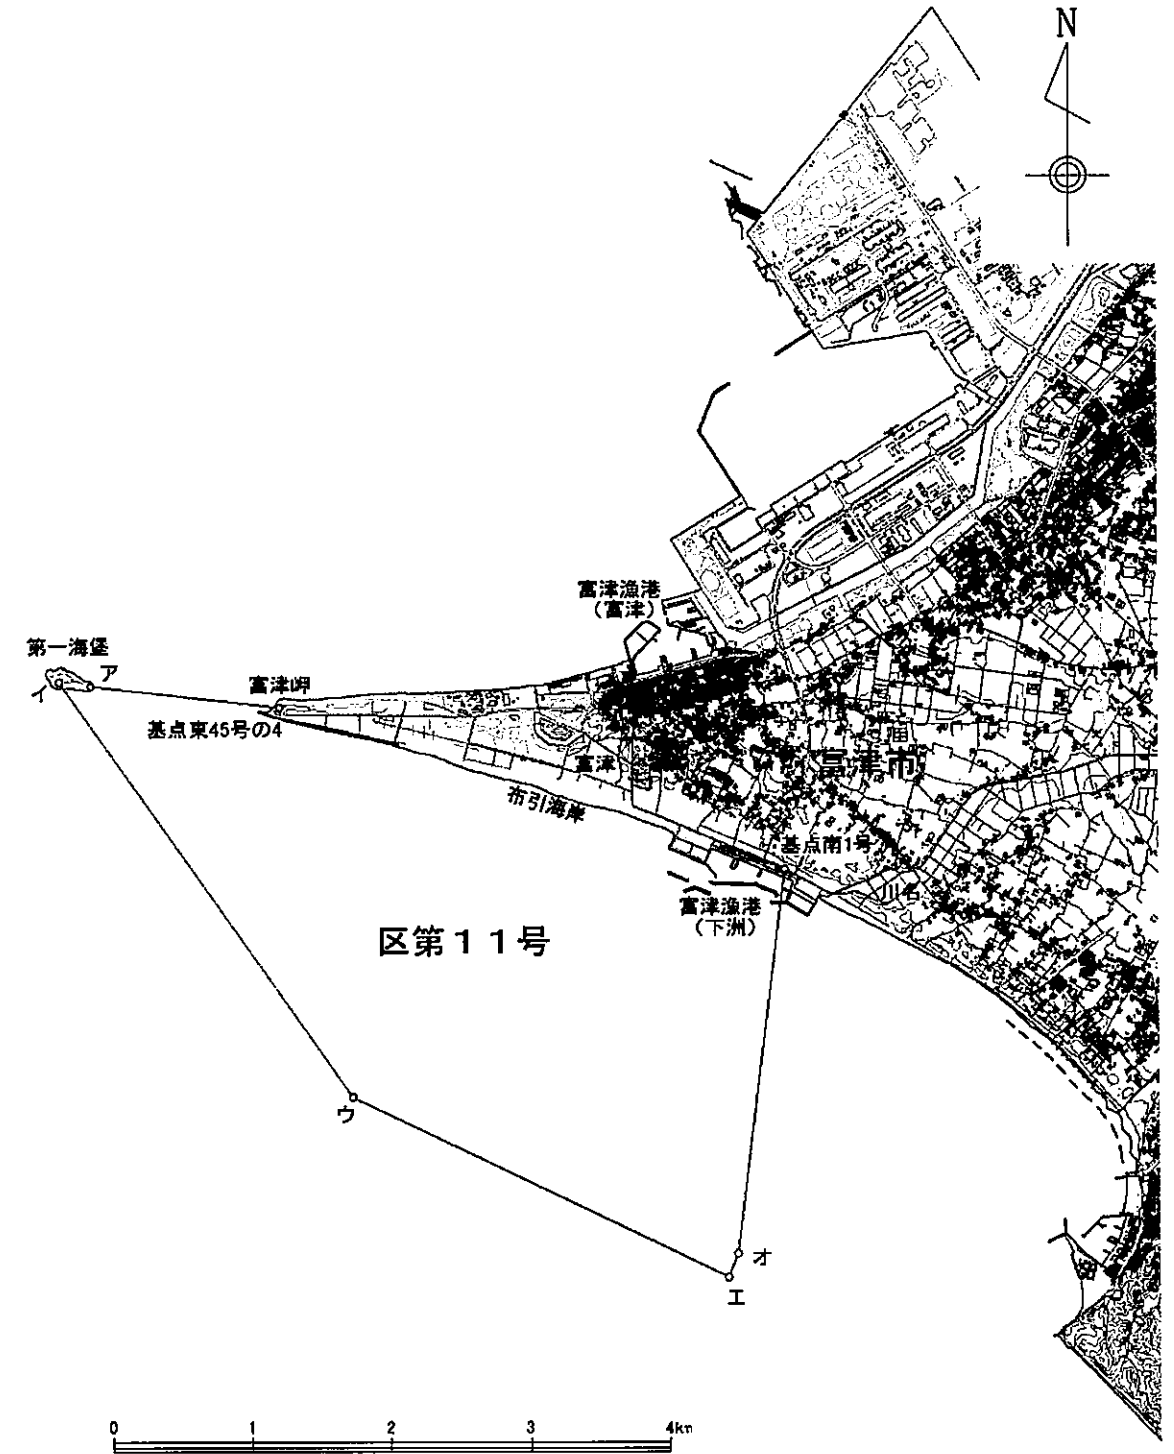 N
富津漁港
(富津)
第一海堡
イ
ア
富津岬
基点東45号の4
富津
富津市
布引海岸
基点南1号
川名
富津漁港
(下洲)
区第11号
ウ
オ
エ
0 1 2 3 4km